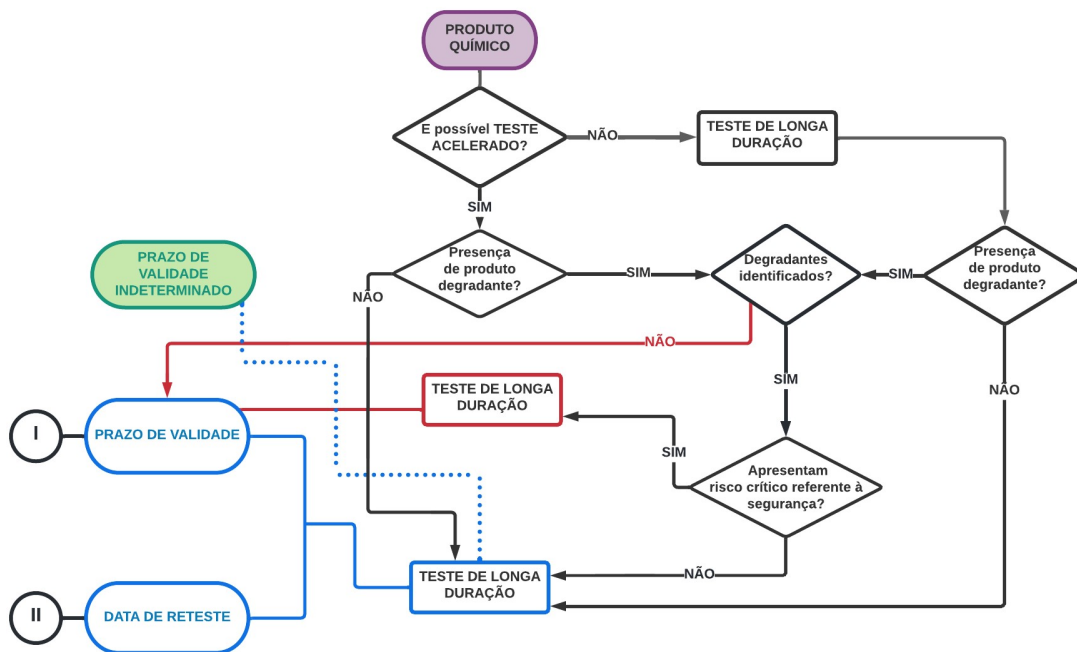 PRODUTO
QUÍMICO
E possível TESTE
ACELERADO?
NÃO
TESTE DE LONGA
DURAÇÃO
SIM
Presença
de produto
degradante?
SIM
Degradantes
identificados?
SIM
Presença
de produto
degradante?
PRAZO DE
VALIDADE
INDETERMINADO
NÃO
NÃO
SIM
NÃO
TESTE DE LONGA
DURAÇÃO
I
PRAZO DE VALIDADE
SIM
Apresentam
risco crítico referente à
segurança?
NÃO
TESTE DE LONGA
DURAÇÃO
II
DATA DE RETESTE